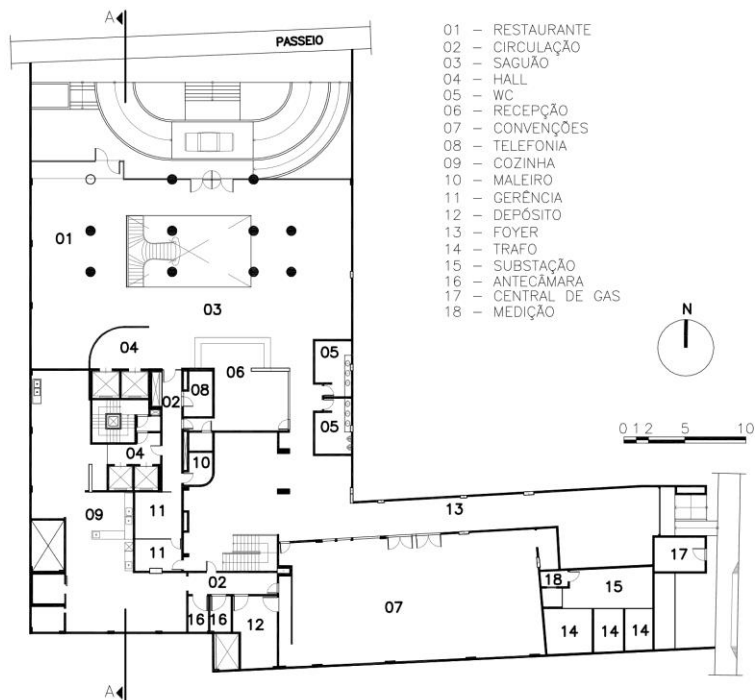 A
PASSEIO
01 – RESTAURANTE
02 – CIRCULAÇÃO
03 – SAGUÃO
04 – HALL
05 – WC
06 – RECEPÇÃO
07 – CONVENÇÕES
08 – TELEFONIA
09 – COZINHA
10 – MALEIRO
11 – GERÊNCIA
12 – DEPÓSITO
13 – FOYER
14 – TRAFO
15 – SUBSTAÇÃO
16 – ANTECÂMARA
17 – CENTRAL DE GAS
18 – MEDIÇÃO
01
03
N
04
05
06
02
08
05
0 1 2 5 10
04
10
09
11
13
11
17
02
18
15
07
16
16
12
14
14
14
A